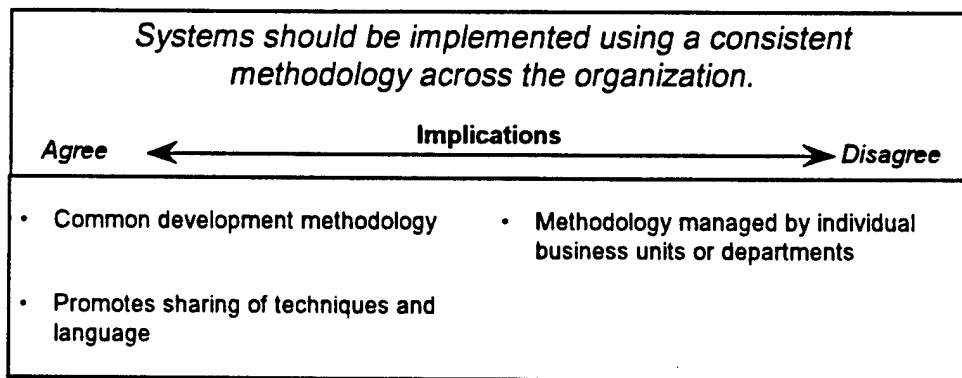 Systems should be implemented using a consistent
methodology across the organization.
Implications
Agree Disagree
• Common development methodology
• Methodology managed by individual
business units or departments
• Promotes sharing of techniques and
language